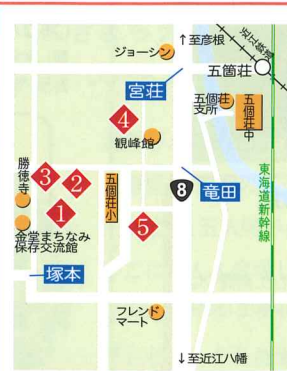 ↑至彦根
近江鉄道
ジョーシン
五箇荘
宮荘
五個荘
支所
五個荘中
4
観峰館
勝徳寺
3
2
五個荘小
8
竜田
東海道新幹線
1
5
金堂まちなみ
保存交流館
塚本
フレンド
マート
↓至近江八幡